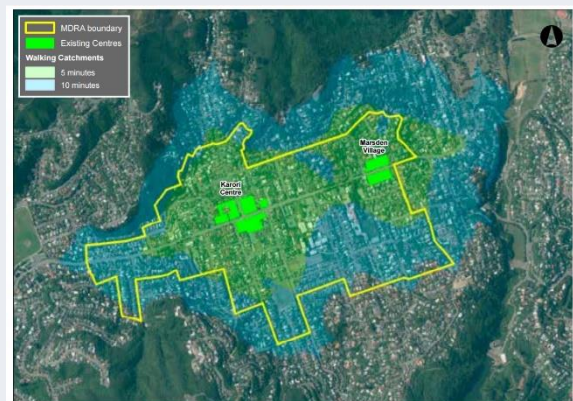 MDRA boundary
Existing Centres
Walking Catchments
5 minutes
10 minutes
Marsden
Village
Karori
Centre